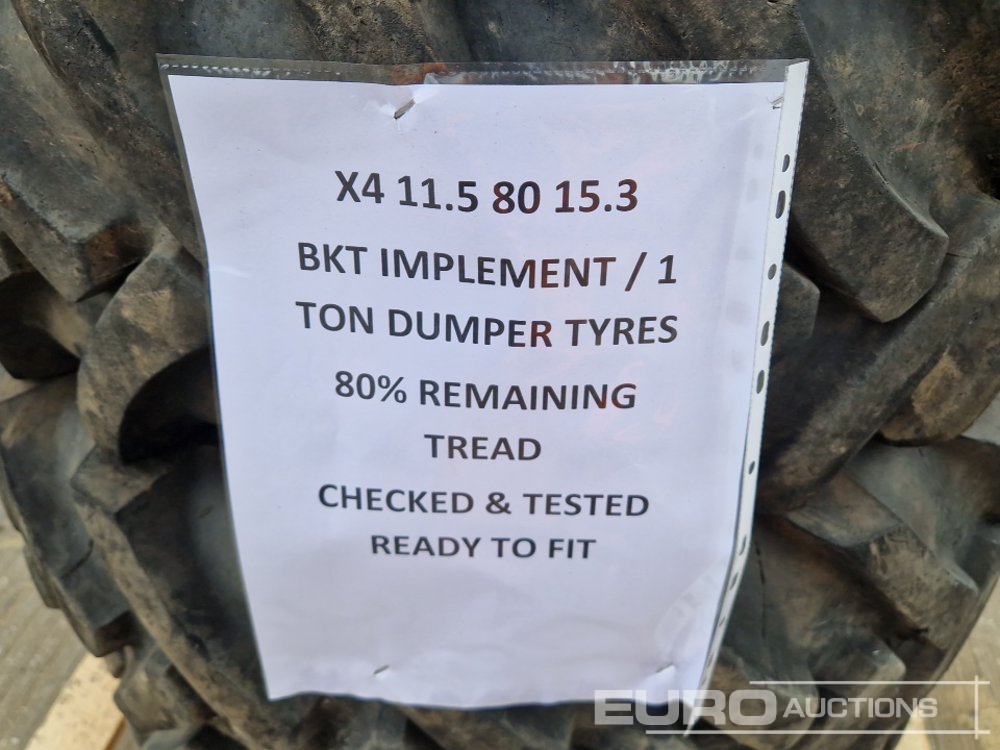 X4 11.5 80 15.3
BKT IMPLEMENT / 1
TON DUMPER TYRES
80% REMAINING
TREAD
CHECKED & TESTED
READY TO FIT
EURO AUCTIONS